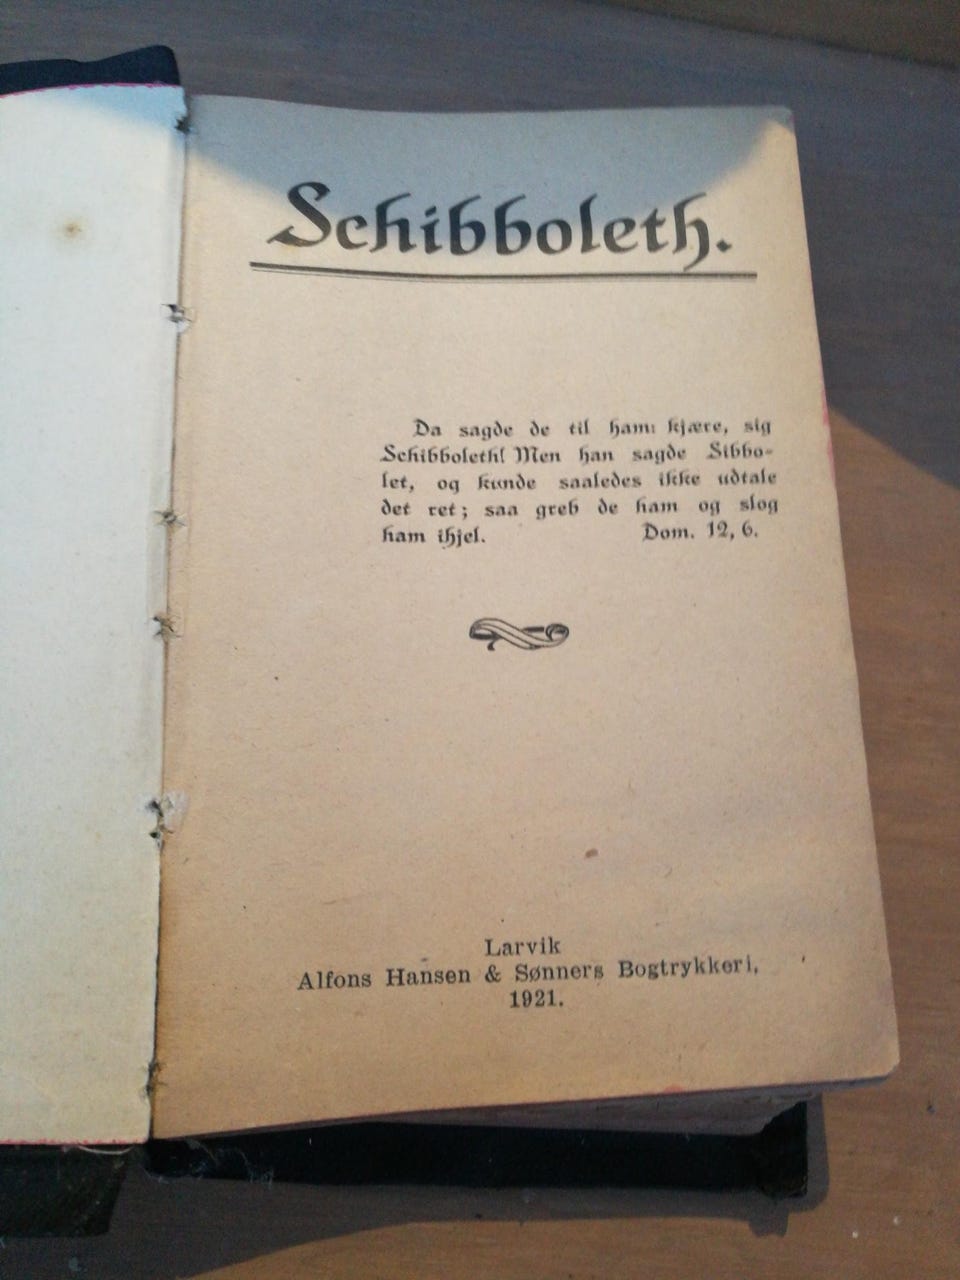 Schibboleth.
Da sagde de til ham: kjære, sig
Schibboleth! Men han sagde Sibbo-
let, og kunde saaledes ikke udtale
det ret; saa greb de ham og slog
ham ihjel. Dom. 12, 6.
Larvik
Alfons Hansen & Sønners Bogtrykkeri,
1921.